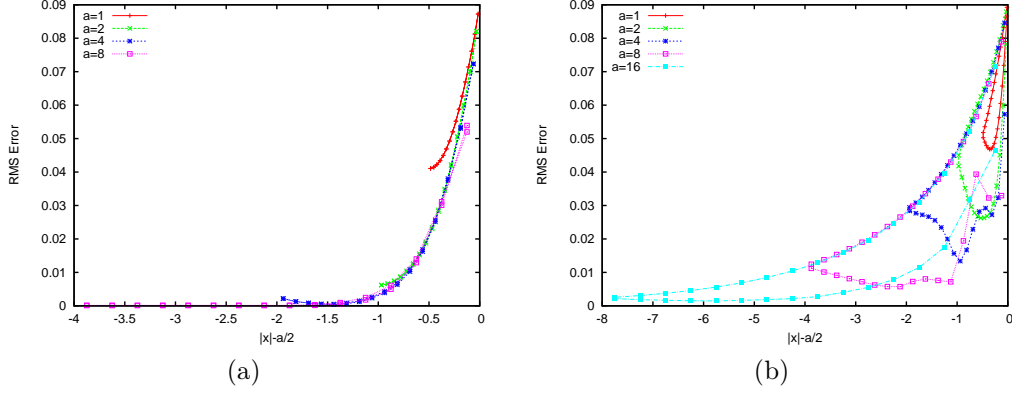 a=1
a=2
a=4
a=8
RMS Error
0.09
0.08
0.07
0.06
0.05
0.04
0.03
0.02
0.01
0
-4
-3.5
-3
-2.5
-2
-1.5
-1
-0.5
0
|x|-a/2
(a)
a=1
a=2
a=4
a=8
a=16
RMS Error
0.09
0.08
0.07
0.06
0.05
0.04
0.03
0.02
0.01
0
-8
-7
-6
-5
-4
-3
-2
-1
0
|x|-a/2
(b)